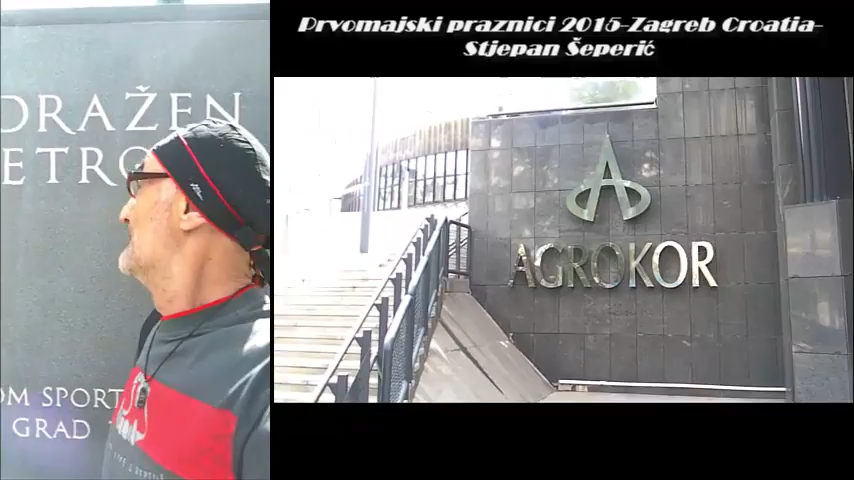 Prvomajski praznici 2015-Zagreb Croatia-
Stjepan Šeperić
DRAŽEN
ETRO
OM SPORT
GRAD
AGROKOR